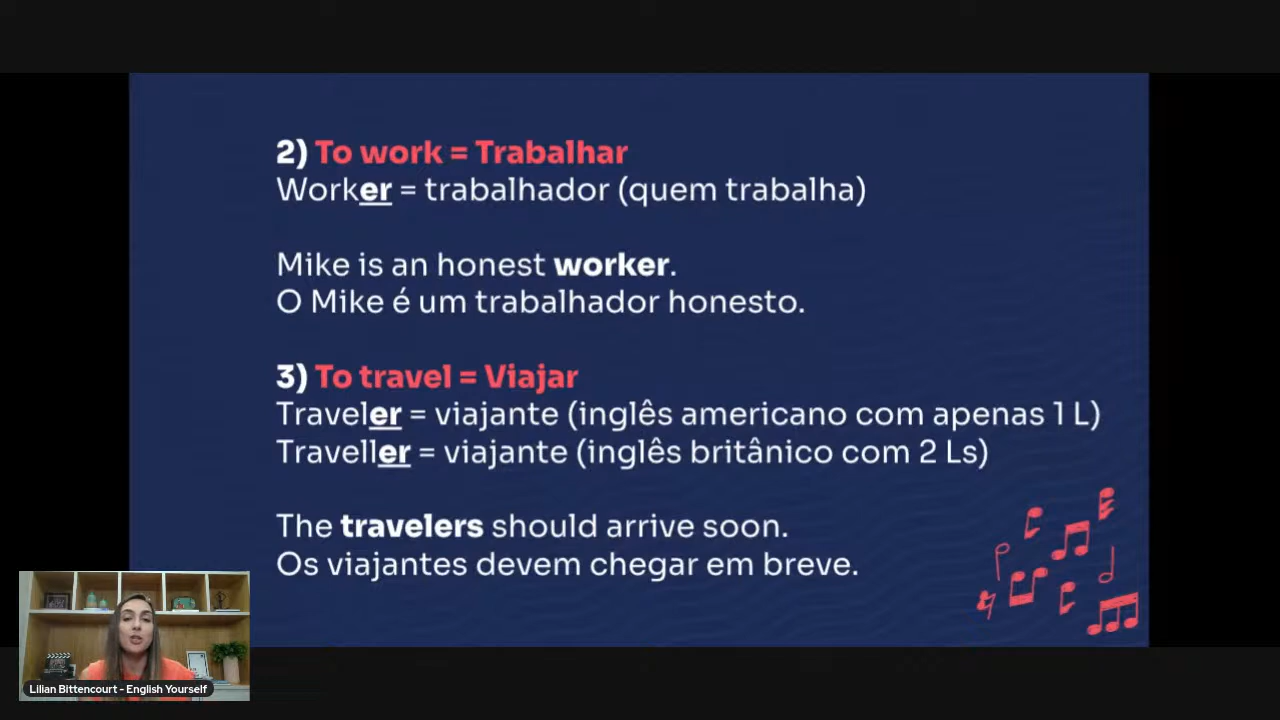 2) To work = Trabalhar
Worker = trabalhador (quem trabalha)
Mike is an honest worker.
O Mike é um trabalhador honesto.
3) To travel = Viajar
Traveler = viajante (inglês americano com apenas 1 L)
Traveller = viajante (inglês britânico com 2 Ls)
The travelers should arrive soon.
Os viajantes devem chegar em breve.
Lilian Bittencourt - English Yourself